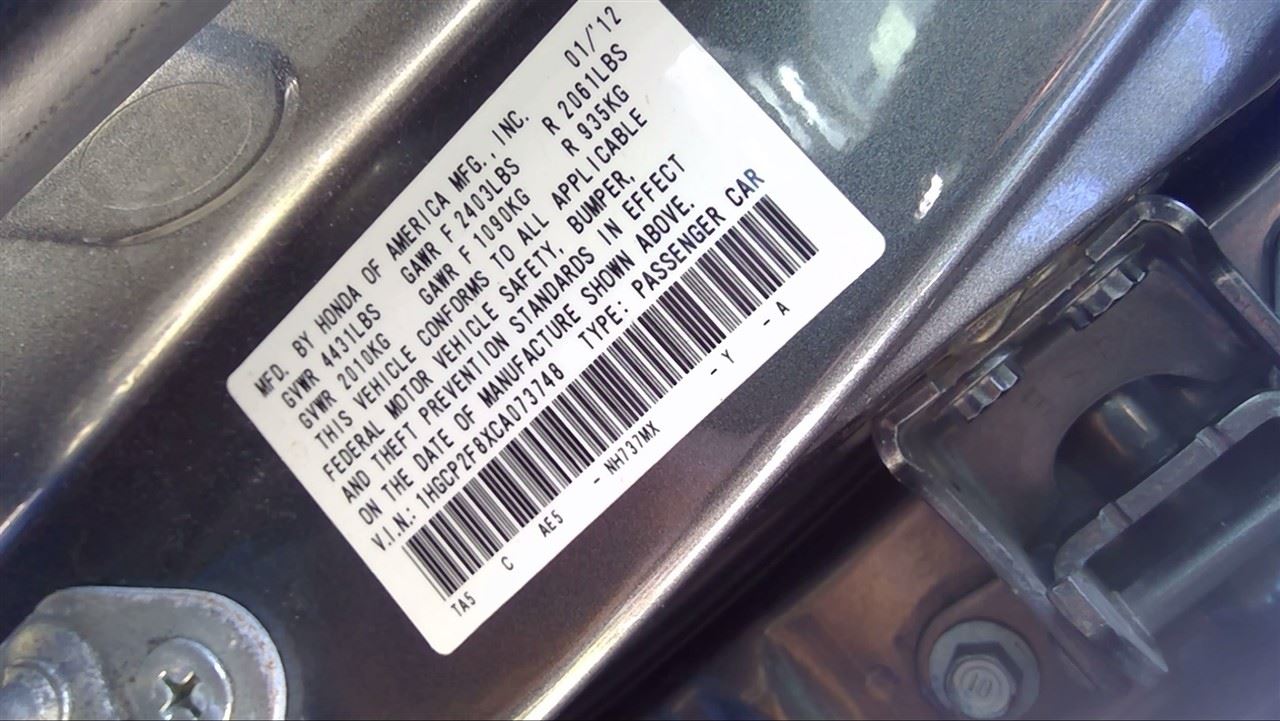 MFD. BY HONDA OF AMERICA MFG., INC. 01/'12
GVWR 4431LBS GAWR F 2403LBS R 2061LBS
GVWR 2010KG GAWR F 1090KG R 935KG
THIS VEHICLE CONFORMS TO ALL APPLICABLE
FEDERAL MOTOR VEHICLE SAFETY, BUMPER,
AND THEFT PREVENTION STANDARDS IN EFFECT
ON THE DATE OF MANUFACTURE SHOWN ABOVE.
V.I.N.: 1HGCP2F8XCA073748 TYPE: PASSENGER CAR
TA5 C AE5 - NH737MX - Y - A
10